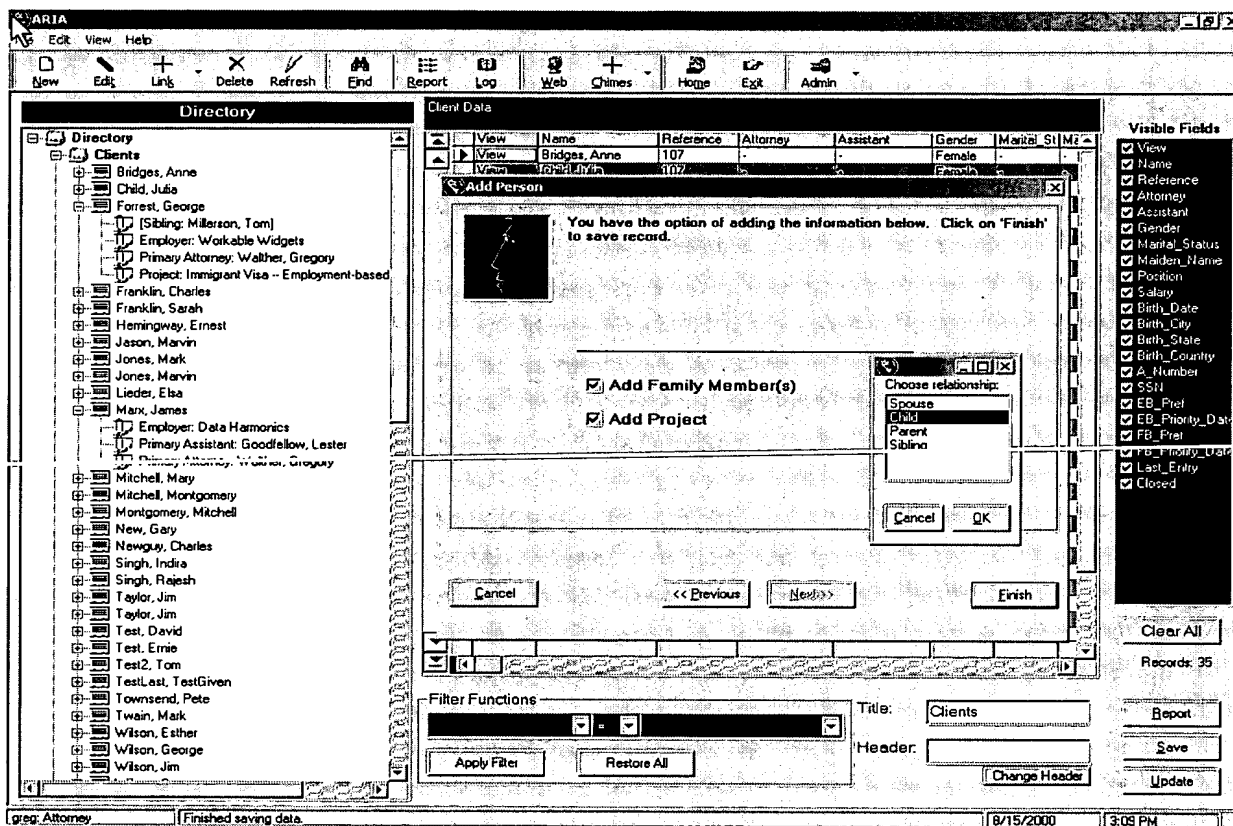 ARIA
Edit View Help
New Edit Link Delete Refresh Find Report Log Web Chimes Home Exit Admin
Directory
Directory
Clients
Bridges, Anne
Child, Julia
Forrest, George
[Sibling: Millerson, Tom]
Employer: Workable Widgets
Primary Attorney: Walther, Gregory
Project: Immigrant Visa -- Employment-based
Franklin, Charles
Franklin, Sarah
Hemingway, Ernest
Jason, Marvin
Jones, Mark
Jones, Marvin
Lieder, Elsa
Marx, James
Employer: Data Harmonics
Primary Assistant: Goodfellow, Lester
Primary Attorney: Walther, Gregory
Mitchell, Mary
Mitchell, Montgomery
Montgomery, Mitchell
New, Gary
Newguy, Charles
Singh, Indira
Singh, Rajesh
Taylor, Jim
Taylor, Jim
Test, David
Test, Ernie
Test2, Tom
TestLast, TestGiven
Townsend, Pete
Twain, Mark
Wilson, Esther
Wilson, George
Wilson, Jim
Client Data
View Name Reference Attorney Assistant Gender Marital_St Ma
View Bridges, Anne 107 - - Female - -
View Child, Julia 107 - - Female - -
Add Person
You have the option of adding the information below. Click on 'Finish'
to save record.
Add Family Member(s)
Add Project
Choose relationship:
Spouse
Child
Parent
Sibling
Cancel OK
Cancel << Previous Next>> Finish
Filter Functions
=
Apply Filter Restore All
Title: Clients
Header:
Change Header
Visible Fields
View
Name
Reference
Attorney
Assistant
Gender
Marital_Status
Maiden_Name
Position
Salary
Birth_Date
Birth_City
Birth_State
Birth_Country
A_Number
SSN
EB_Pref
EB_Priority_Date
FB_Pref
FB_Priority_Date
Last_Entry
Closed
Clear All
Records: 35
Report
Save
Update
greg: Attorney Finished saving data. 8/15/2000 3:09 PM